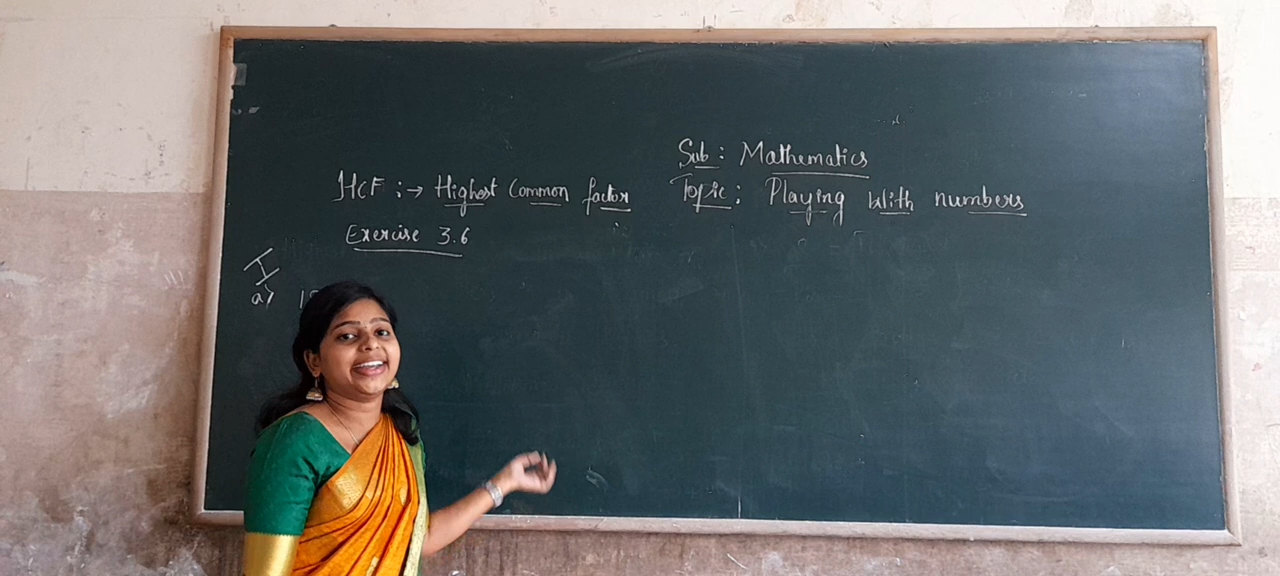 Sub : Mathematics
HCF :→ Highest Common factor
Topic : Playing With numbers
Exercise 3.6
I
a)